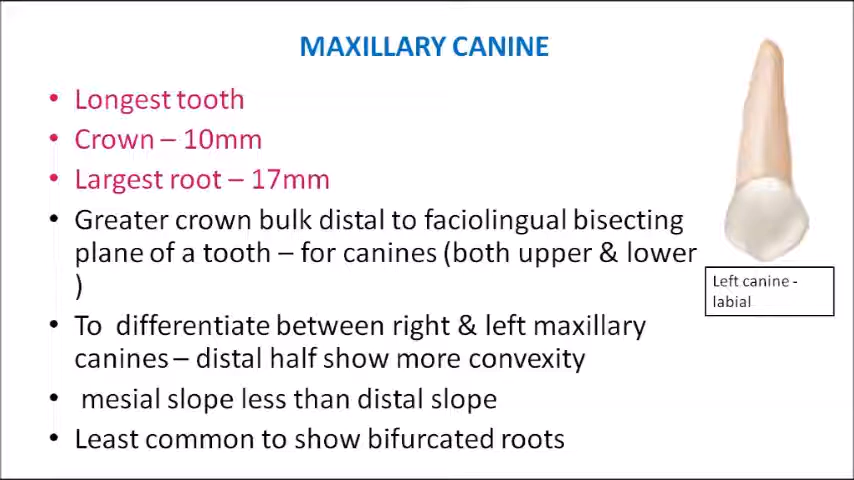 MAXILLARY CANINE
• Longest tooth
• Crown – 10mm
• Largest root – 17mm
• Greater crown bulk distal to faciolingual bisecting
plane of a tooth – for canines (both upper & lower
)
• To differentiate between right & left maxillary
canines – distal half show more convexity
• mesial slope less than distal slope
• Least common to show bifurcated roots
Left canine -
labial